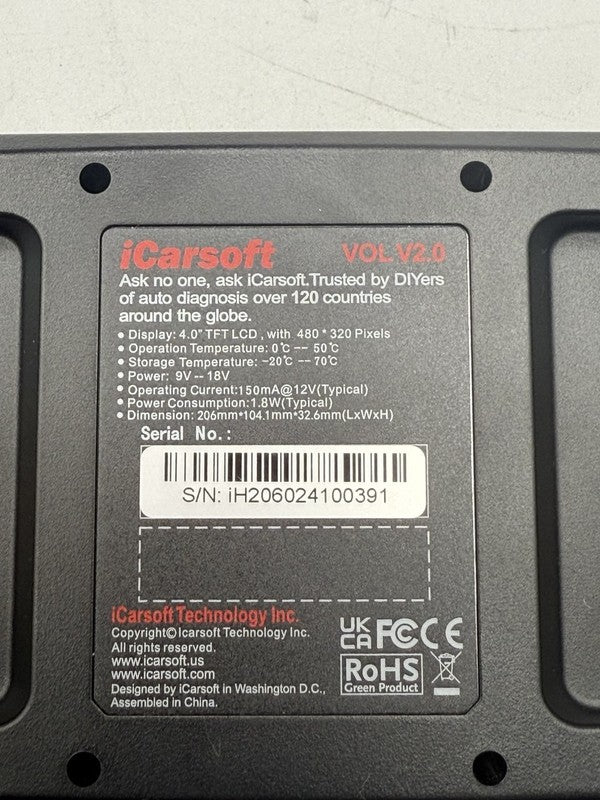 iCarsoft VOL V2.0
Ask no one, ask iCarsoft.Trusted by DIYers
of auto diagnosis over 120 countries
around the globe.
• Display: 4.0" TFT LCD , with 480 * 320 Pixels
• Operation Temperature: 0℃ -- 50℃
• Storage Temperature: -20℃ -- 70℃
• Power: 9V -- 18V
• Operating Current:150mA@12V(Typical)
• Power Consumption:1.8W(Typical)
• Dimension: 206mm*104.1mm*32.6mm(LxWxH)
Serial No.:
S/N: iH206024100391
iCarsoft Technology Inc.
Copyright© Icarsoft Technology Inc.
All rights reserved.
www.icarsoft.us
www.icarsoft.com
Designed by iCarsoft in Washington D.C.,
Assembled in China.
UK
CA FC CE
RoHS
Green Product